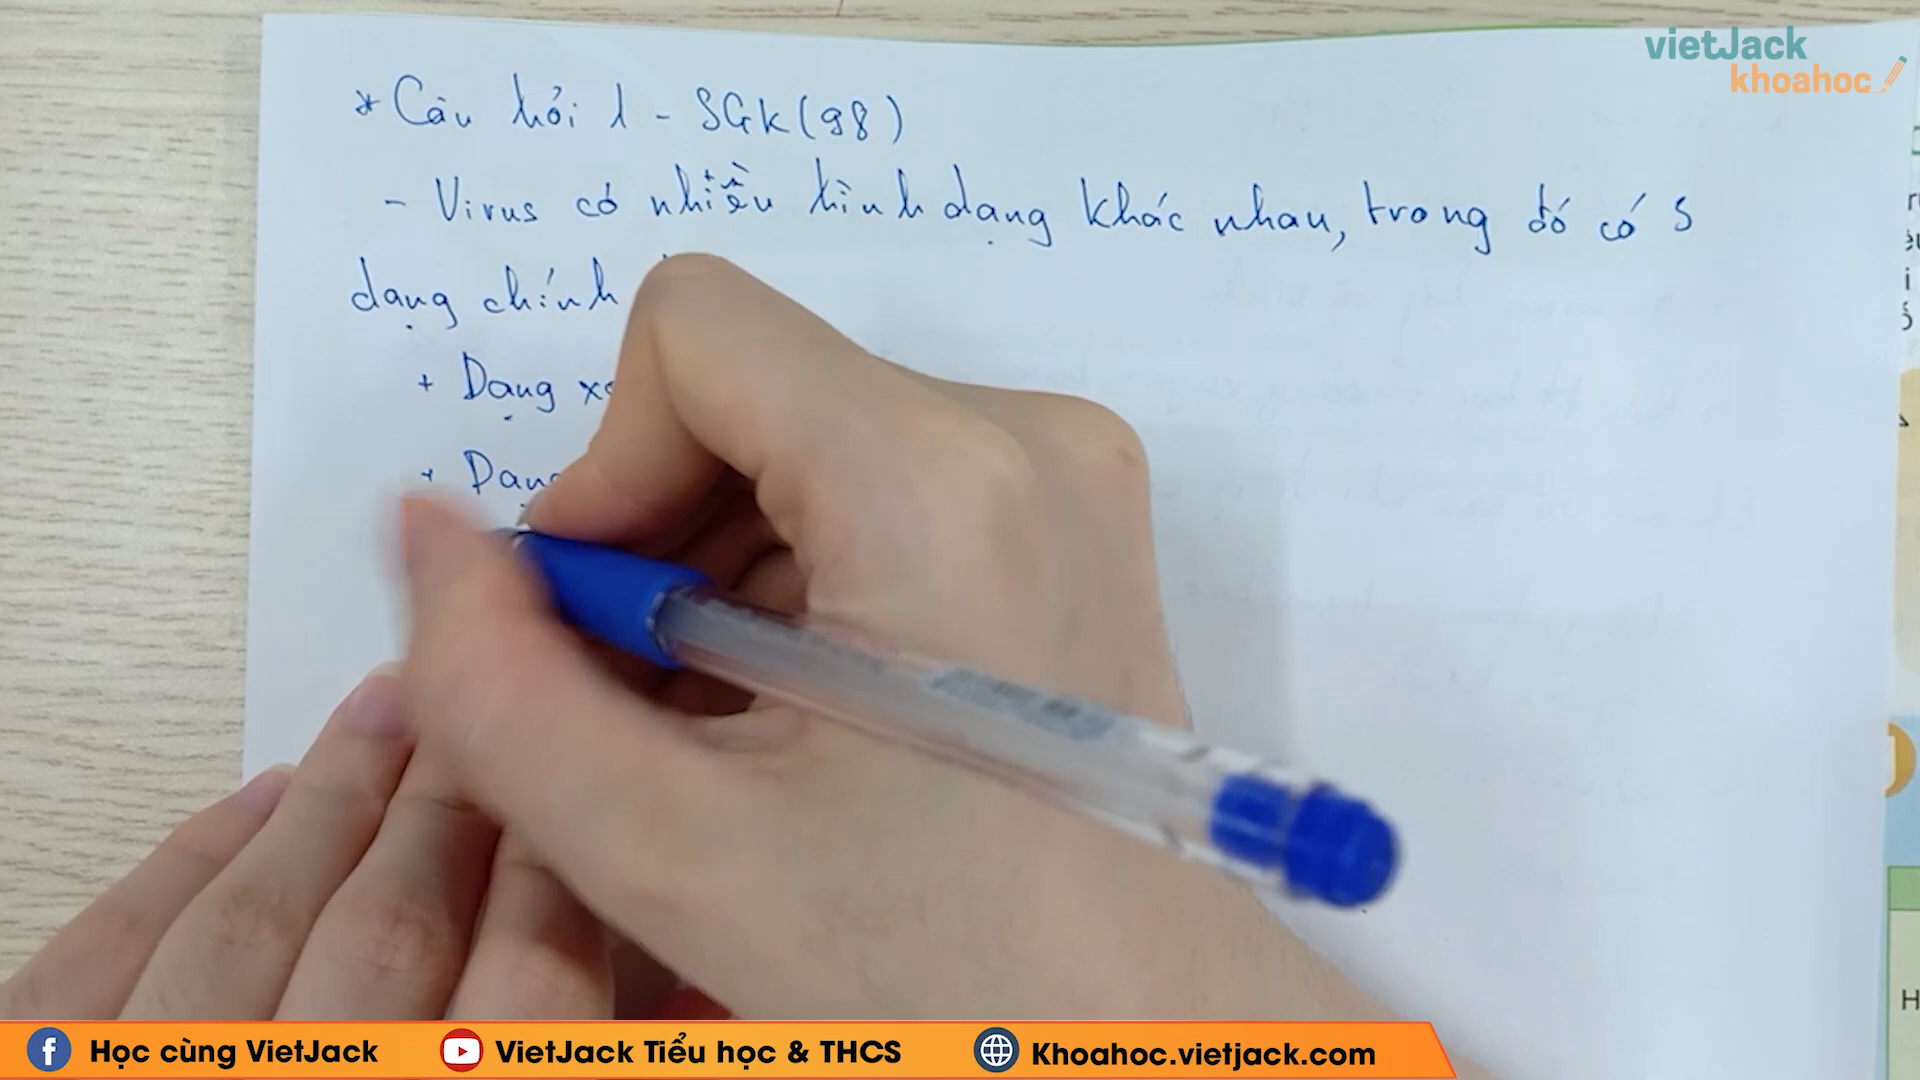 vietJack
khoahoc
* Câu hỏi 1 - SGK (98)
- Virus có nhiều hình dạng khác nhau, trong đó có 3
dạng chính
+ Dạng
+ Dạng
Học cùng VietJack
VietJack Tiểu học & THCS
Khoahoc.vietjack.com